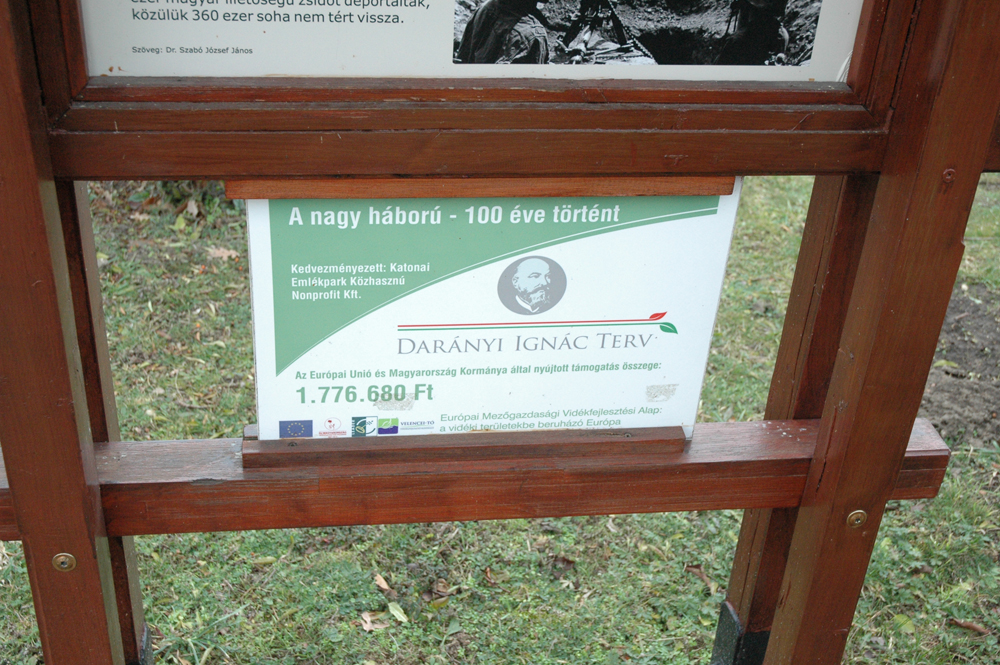 közülük 360 ezer soha nem tért vissza.
Szöveg: Dr. Szabó József János
A nagy háború - 100 éve történt
Kedvezményezett: Katonai
Emlékpark Közhasznú
Nonprofit Kft.
DARÁNYI IGNÁC TERV
Az Európai Unió és Magyarország Kormánya által nyújtott támogatás összege:
1.776.680 Ft
VELENCEI-TÓ
Európai Mezőgazdasági Vidékfejlesztési Alap:
a vidéki területekbe beruházó Európa